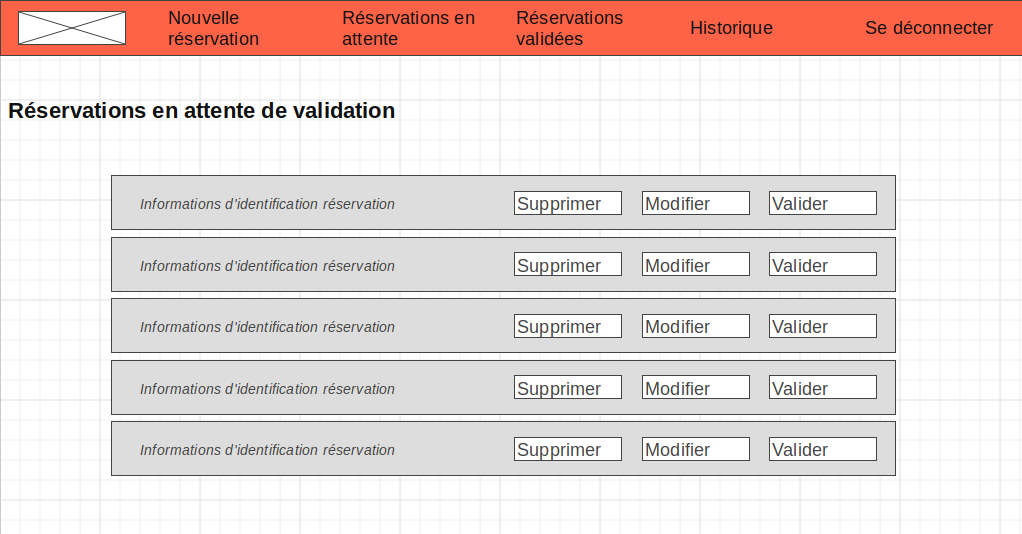 Nouvelle
réservation
Réservations en
attente
Réservations
validées
Historique
Se déconnecter
Réservations en attente de validation
Informations d'identification réservation Supprimer Modifier Valider
Informations d'identification réservation Supprimer Modifier Valider
Informations d'identification réservation Supprimer Modifier Valider
Informations d'identification réservation Supprimer Modifier Valider
Informations d'identification réservation Supprimer Modifier Valider